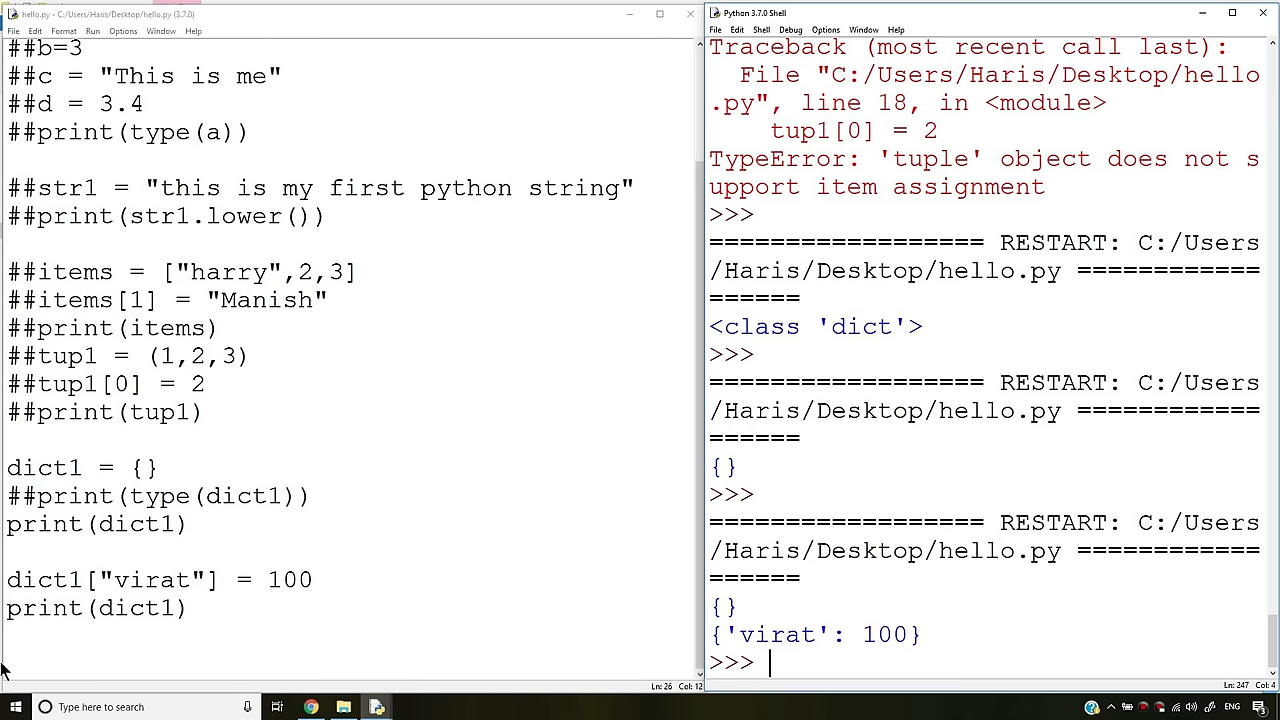 hello.py - C:/Users/Haris/Desktop/hello.py (3.7.0)
File Edit Format Run Options Window Help
##b=3
##c = "This is me"
##d = 3.4
##print(type(a))
##str1 = "this is my first python string"
##print(str1.lower())
##items = ["harry",2,3]
##items[1] = "Manish"
##print(items)
##tup1 = (1,2,3)
##tup1[0] = 2
##print(tup1)
dict1 = {}
##print(type(dict1))
print(dict1)
dict1["virat"] = 100
print(dict1)
Ln: 26 Col: 12
Python 3.7.0 Shell
File Edit Shell Debug Options Window Help
Traceback (most recent call last):
  File "C:/Users/Haris/Desktop/hello
.py", line 18, in <module>
    tup1[0] = 2
TypeError: 'tuple' object does not s
upport item assignment
>>>
================== RESTART: C:/Users
/Haris/Desktop/hello.py ============
======
<class 'dict'>
>>>
================== RESTART: C:/Users
/Haris/Desktop/hello.py ============
======
{}
>>>
================== RESTART: C:/Users
/Haris/Desktop/hello.py ============
======
{}
{'virat': 100}
>>>
Ln: 247 Col: 4
Type here to search
ENG